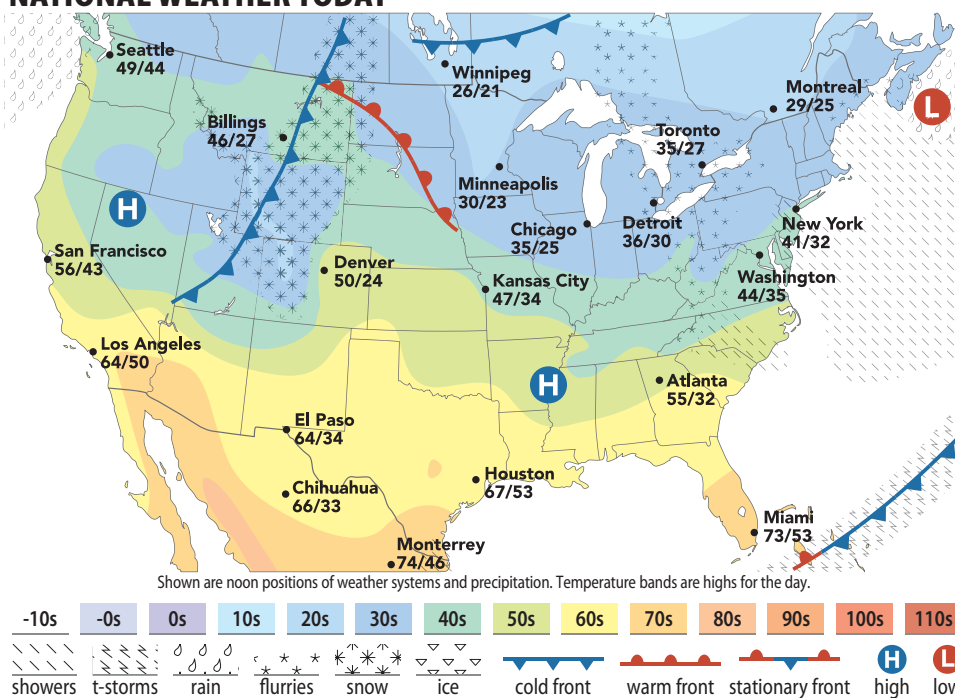 NATIONAL WEATHER TODAY
Seattle
49/44
Winnipeg
26/21
Montreal
29/25
L
Billings
46/27
Toronto
35/27
Minneapolis
30/23
H
Chicago
35/25
Detroit
36/30
New York
41/32
San Francisco
56/43
Denver
50/24
Kansas City
47/34
Washington
44/35
Los Angeles
64/50
H
Atlanta
55/32
El Paso
64/34
Houston
67/53
Chihuahua
66/33
Miami
73/53
Monterrey
74/46
Shown are noon positions of weather systems and precipitation. Temperature bands are highs for the day.
-10s -0s 0s 10s 20s 30s 40s 50s 60s 70s 80s 90s 100s 110s
H L
showers t-storms rain flurries snow ice cold front warm front stationary front high low